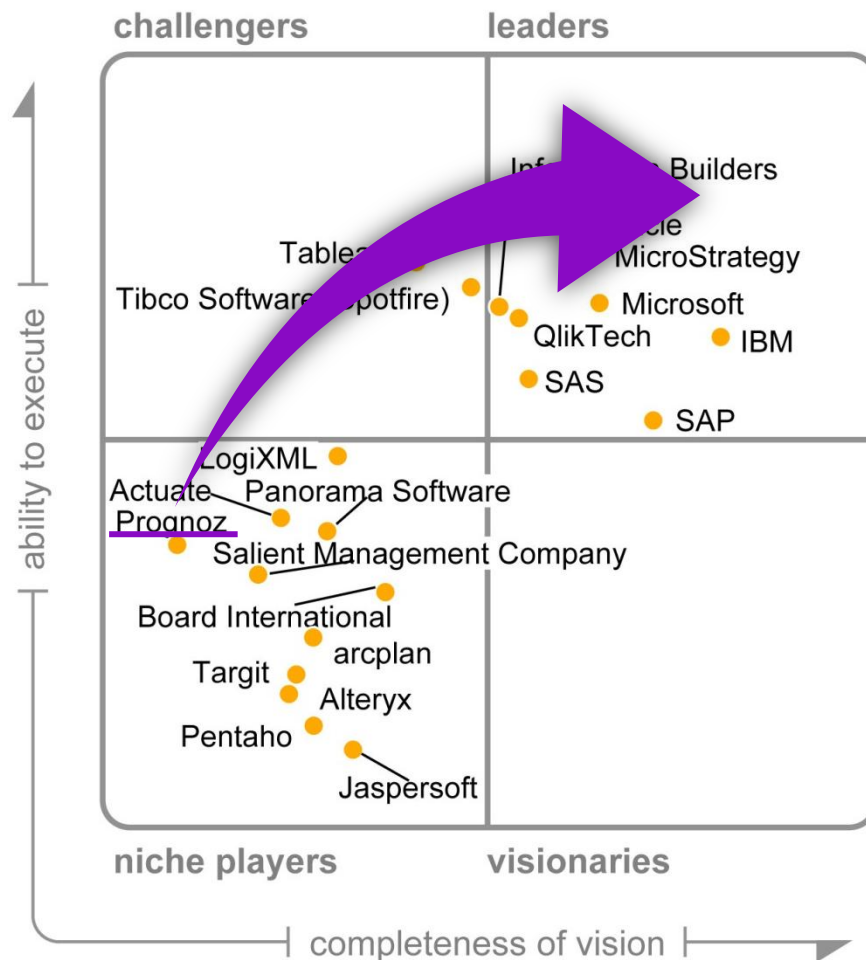 challengers
leaders
Builders
MicroStrategy
Tibco Software
Microsoft
QlikTech
IBM
SAS
SAP
LogiXML
Actuate
Panorama Software
Prognoz
Salient Management Company
Board International
arcplan
Targit
Alteryx
Pentaho
Jaspersoft
niche players
visionaries
ability to execute
completeness of vision